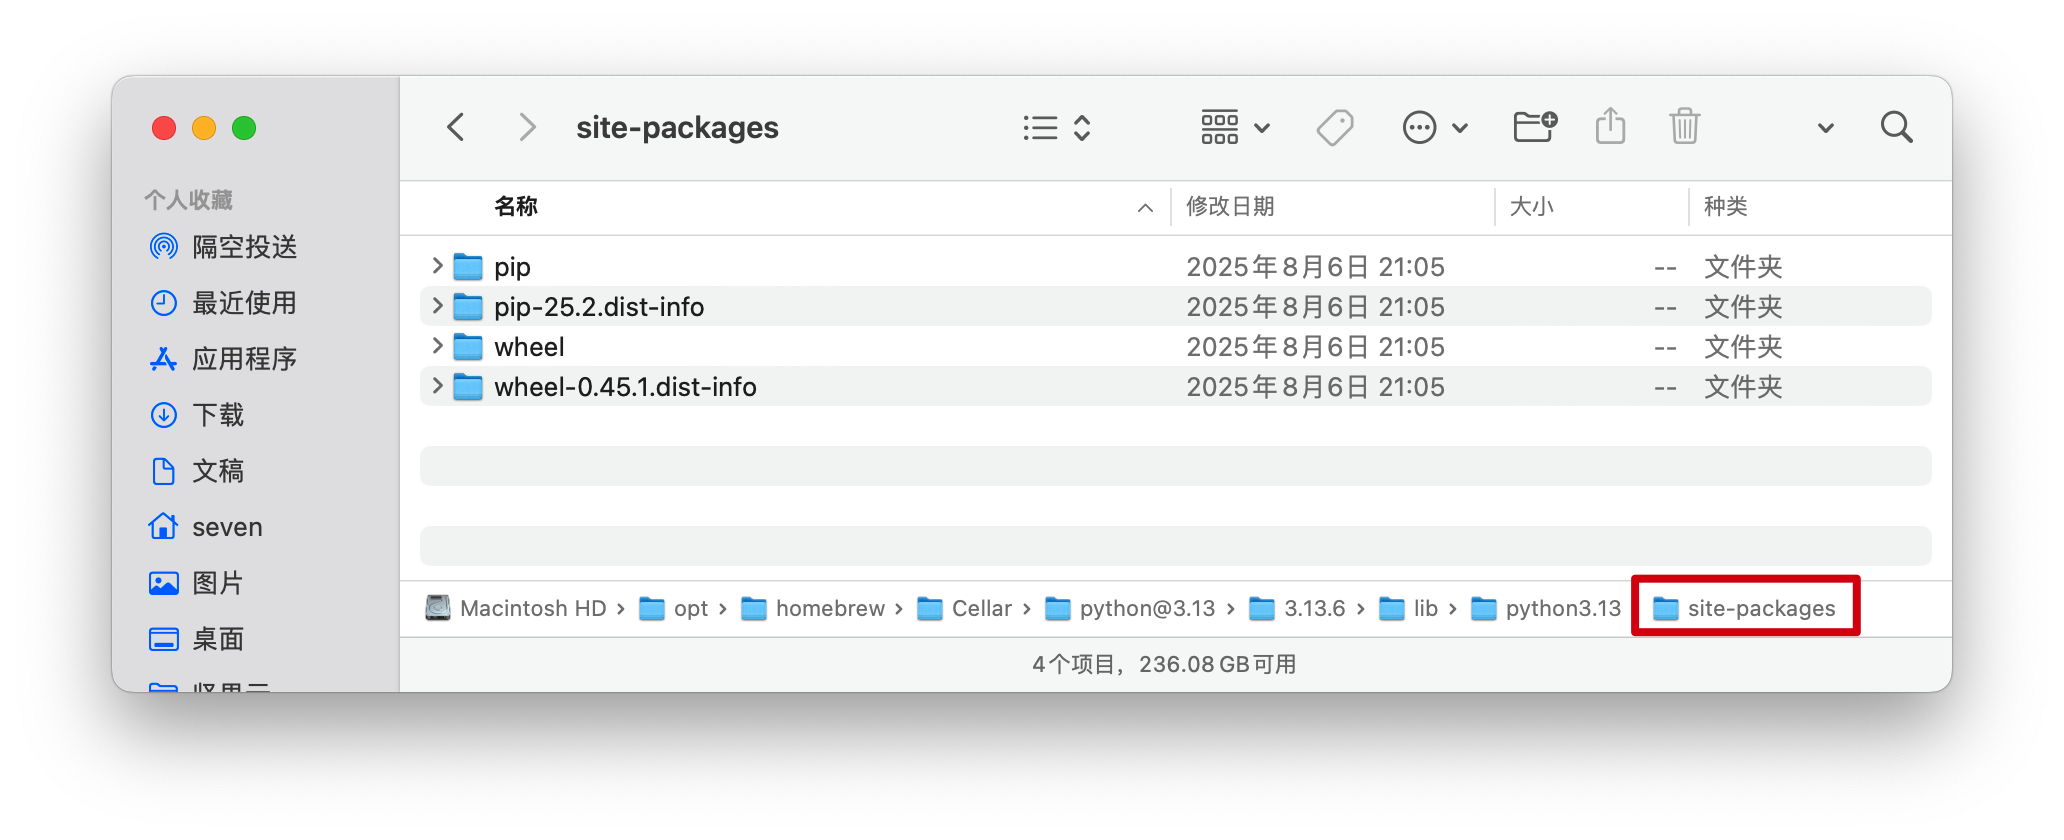 site-packages
个人收藏
隔空投送
最近使用
应用程序
下载
文稿
seven
图片
桌面
名称 修改日期 大小 种类
pip 2025年8月6日 21:05 -- 文件夹
pip-25.2.dist-info 2025年8月6日 21:05 -- 文件夹
wheel 2025年8月6日 21:05 -- 文件夹
wheel-0.45.1.dist-info 2025年8月6日 21:05 -- 文件夹
Macintosh HD › opt › homebrew › Cellar › python@3.13 › 3.13.6 › lib › python3.13 site-packages
4个项目，236.08 GB可用